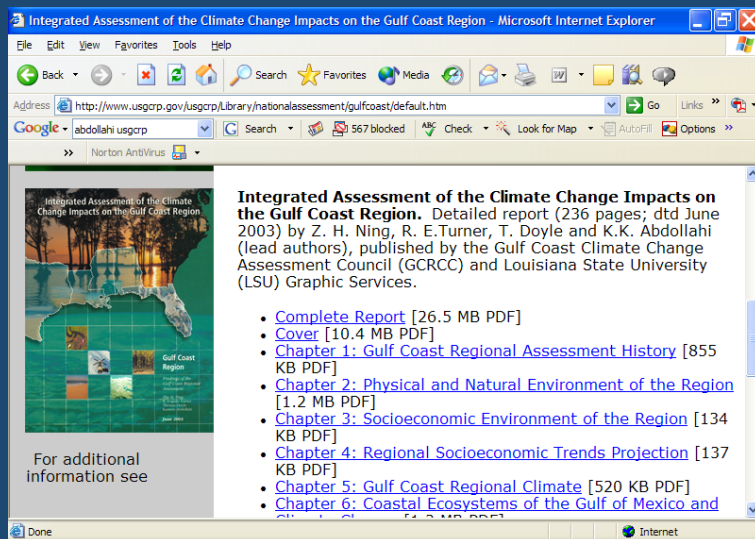 Integrated Assessment of the Climate Change Impacts on the Gulf Coast Region - Microsoft Internet Explorer
File Edit View Favorites Tools Help
Back Search Favorites Media
Address http://www.usgcrp.gov/usgcrp/Library/nationalassessment/gulfcoast/default.htm Go Links »
Google abdollahi usgcrp G Search 567 blocked ABC Check Look for Map AutoFill Options »
» Norton AntiVirus
Integrated Assessment of the Climate
Change Impacts on the Gulf Coast Region
Gulf Coast
Region
June 2003
For additional
information see
Integrated Assessment of the Climate Change Impacts on
the Gulf Coast Region. Detailed report (236 pages; dtd June
2003) by Z. H. Ning, R. E.Turner, T. Doyle and K.K. Abdollahi
(lead authors), published by the Gulf Coast Climate Change
Assessment Council (GCRCC) and Louisiana State University
(LSU) Graphic Services.
• Complete Report [26.5 MB PDF]
• Cover [10.4 MB PDF]
• Chapter 1: Gulf Coast Regional Assessment History [855
KB PDF]
• Chapter 2: Physical and Natural Environment of the Region
[1.2 MB PDF]
• Chapter 3: Socioeconomic Environment of the Region [134
KB PDF]
• Chapter 4: Regional Socioeconomic Trends Projection [137
KB PDF]
• Chapter 5: Gulf Coast Regional Climate [520 KB PDF]
• Chapter 6: Coastal Ecosystems of the Gulf of Mexico and
Done Internet